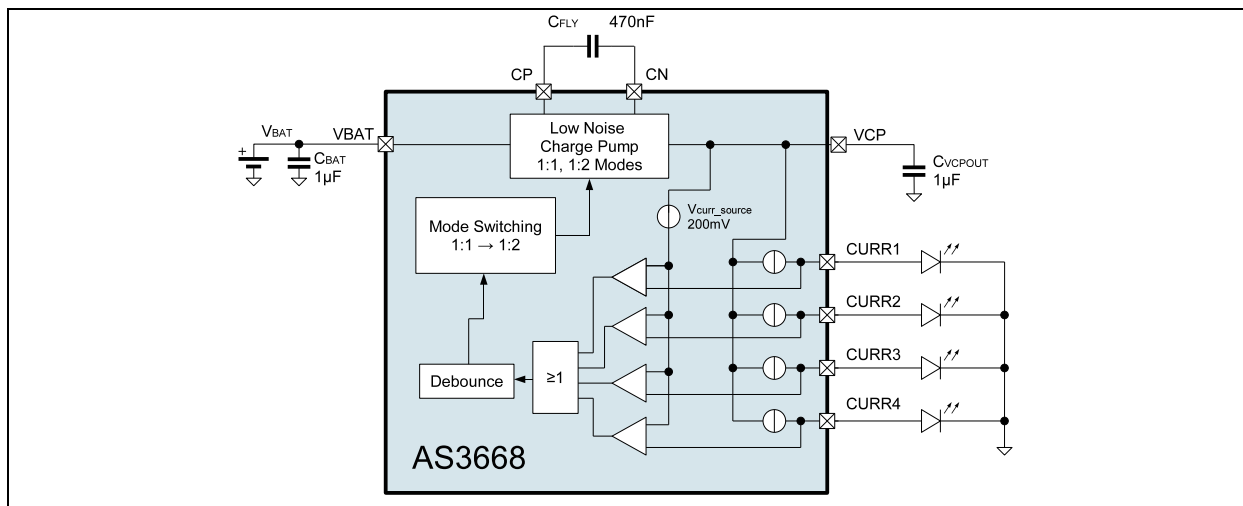 CFLY 470nF
CP CN
VBAT VBAT
+
CBAT
1µF
Low Noise
Charge Pump
1:1, 1:2 Modes
VCP
CVCPOUT
1µF
Mode Switching
1:1 → 1:2
Vcurr_source
200mV
CURR1
CURR2
CURR3
CURR4
Debounce
≥1
AS3668